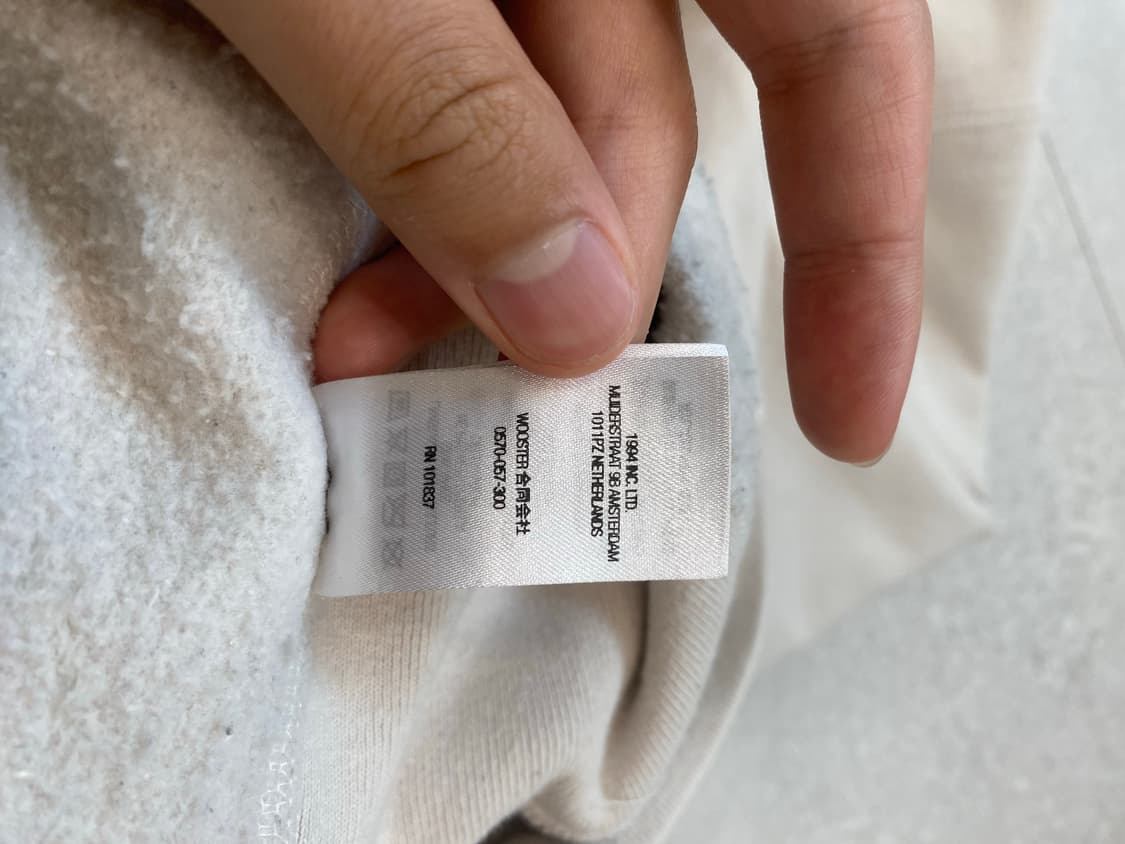 1994 INC. LTD.
MUIDERSTRAAT 9B AMSTERDAM
1011PZ, NETHERLANDS
WOOSTER 合同会社
0570-057-300
RN 101837